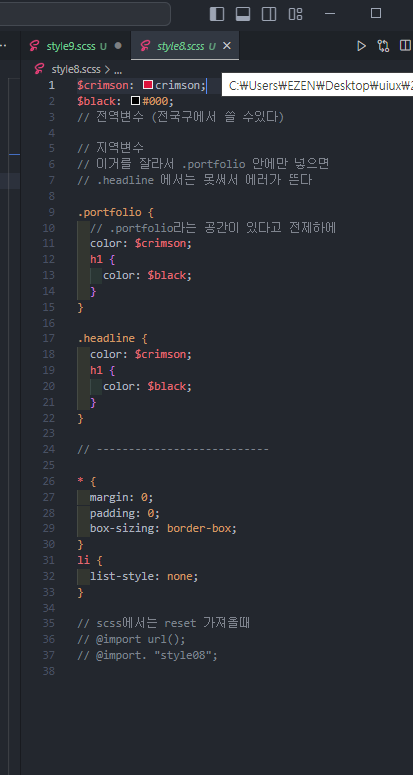 style9.scss U
style8.scss U
style8.scss > ...
C:\Users\EZEN\Desktop\uiux\2
1 $crimson: crimson;
2 $black: #000;
3 // 전역변수 (전국구에서 쓸 수있다)
4
5 // 지역변수
6 // 이거를 잘라서 .portfolio 안에만 넣으면
7 // .headline 에서는 못써서 에러가 뜬다
8
9 .portfolio {
10 // .portfolio라는 공간이 있다고 전제하에
11 color: $crimson;
12 h1 {
13 color: $black;
14 }
15 }
16
17 .headline {
18 color: $crimson;
19 h1 {
20 color: $black;
21 }
22 }
23
24 // ---------------------------
25
26 * {
27 margin: 0;
28 padding: 0;
29 box-sizing: border-box;
30 }
31 li {
32 list-style: none;
33 }
34
35 // scss에서는 reset 가져올때
36 // @import url();
37 // @import. "style08";
38